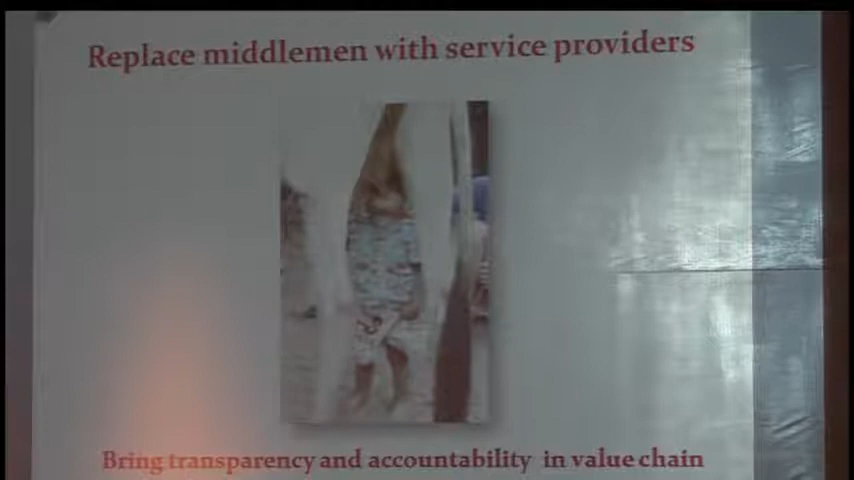 Replace middlemen with service providers
Bring transparency and accountability in value chain